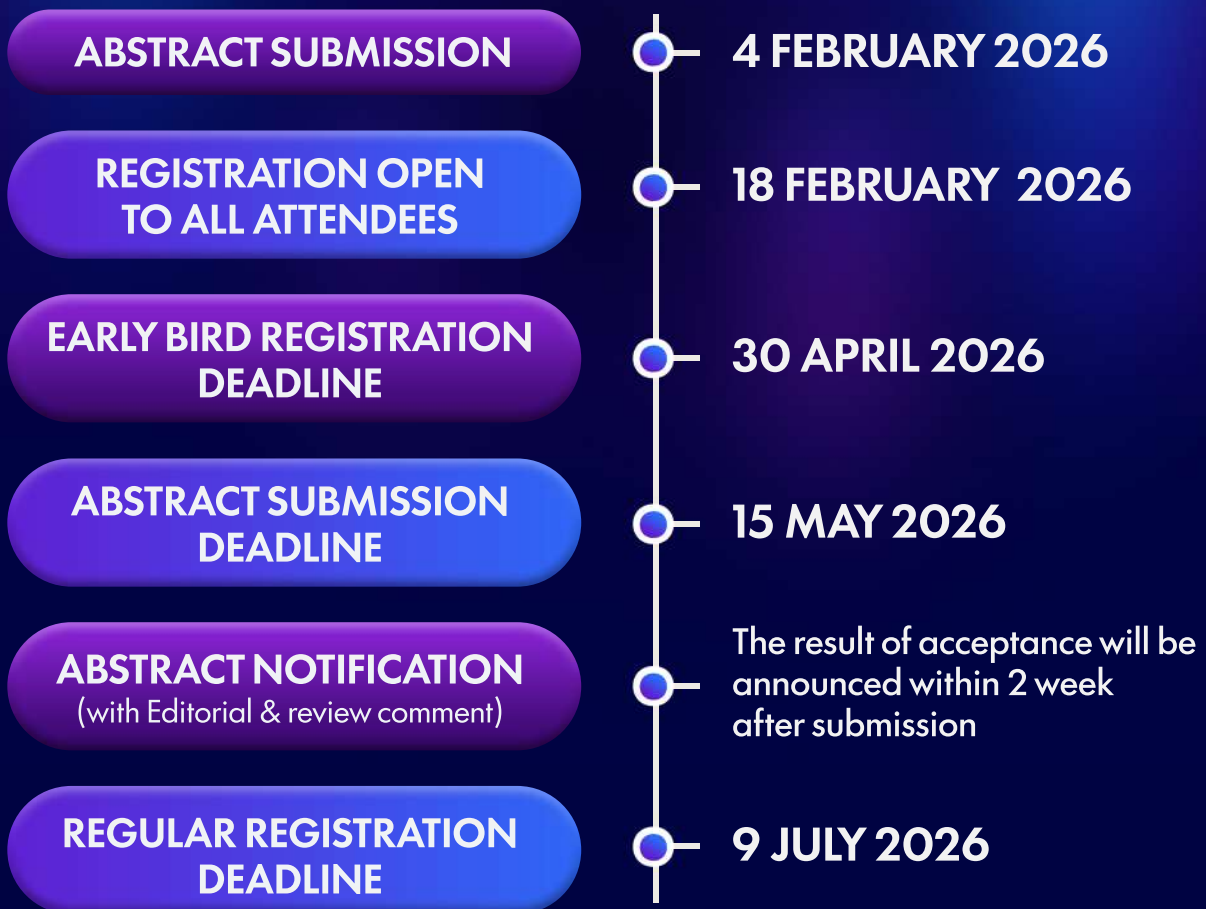 ABSTRACT SUBMISSION
4 FEBRUARY 2026
REGISTRATION OPEN
TO ALL ATTENDEES
18 FEBRUARY 2026
EARLY BIRD REGISTRATION
DEADLINE
30 APRIL 2026
ABSTRACT SUBMISSION
DEADLINE
15 MAY 2026
ABSTRACT NOTIFICATION
(with Editorial & review comment)
The result of acceptance will be
announced within 2 week
after submission
REGULAR REGISTRATION
DEADLINE
9 JULY 2026